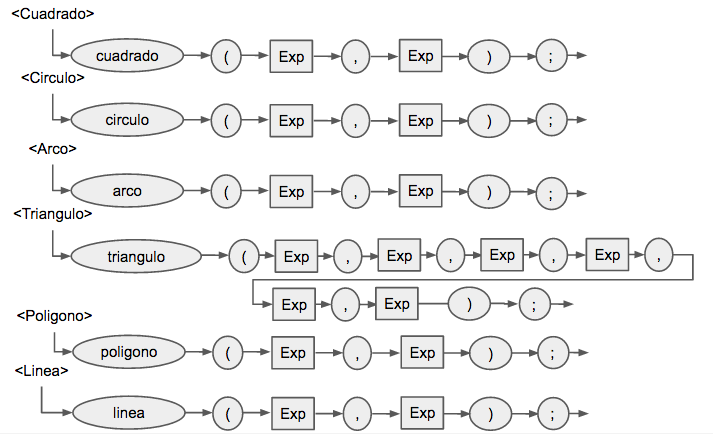 <Cuadrado>
cuadrado ( Exp , Exp ) ;
<Circulo>
circulo ( Exp , Exp ) ;
<Arco>
arco ( Exp , Exp ) ;
<Triangulo>
triangulo ( Exp , Exp , Exp , Exp ,
Exp , Exp ) ;
<Poligono>
poligono ( Exp , Exp ) ;
<Linea>
linea ( Exp , Exp ) ;